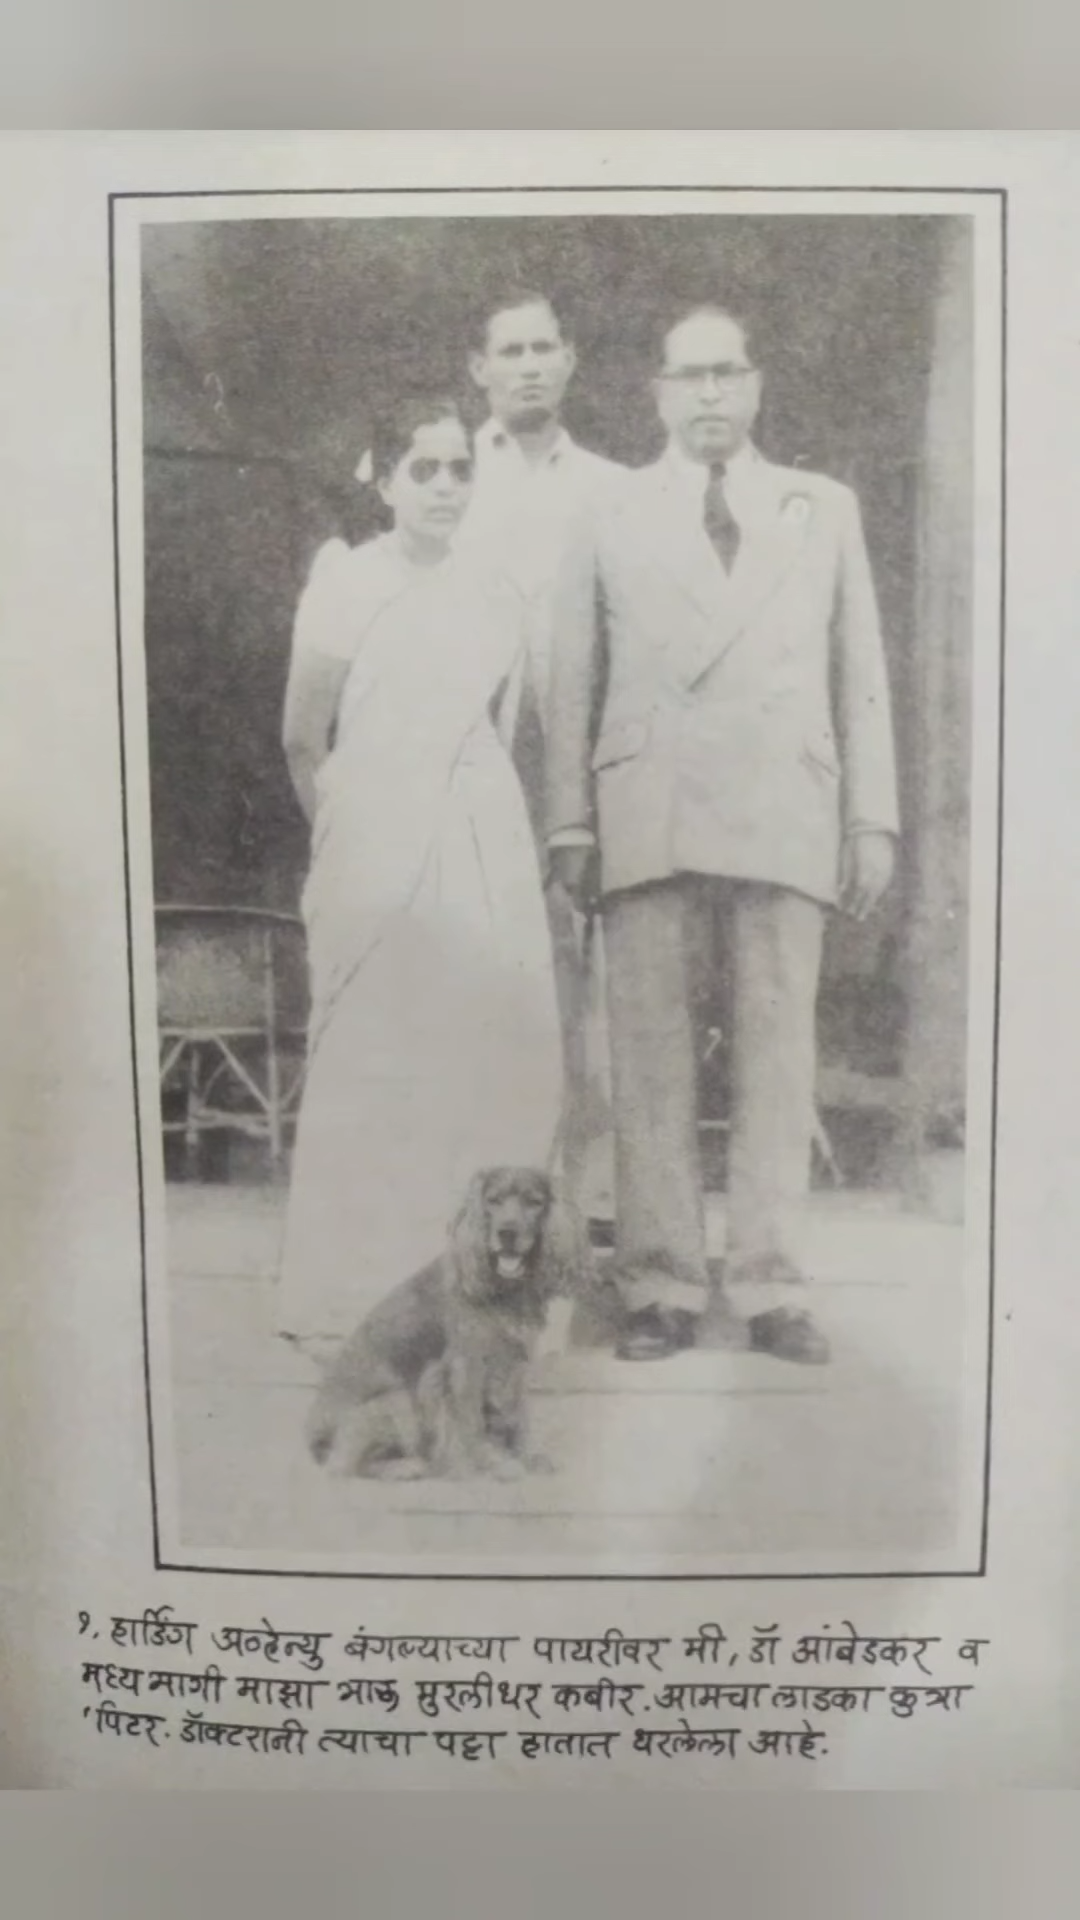 १. हार्डिंग अव्हेन्यु बंगल्याच्या पायरीवर मी, डॉ आंबेडकर व
मध्यभागी माझा भाऊ मुरलीधर कबीर. आमचा लाडका कुत्रा
'पिटर. डॉक्टरानी त्याचा पट्टा हातात धरलेला आहे.